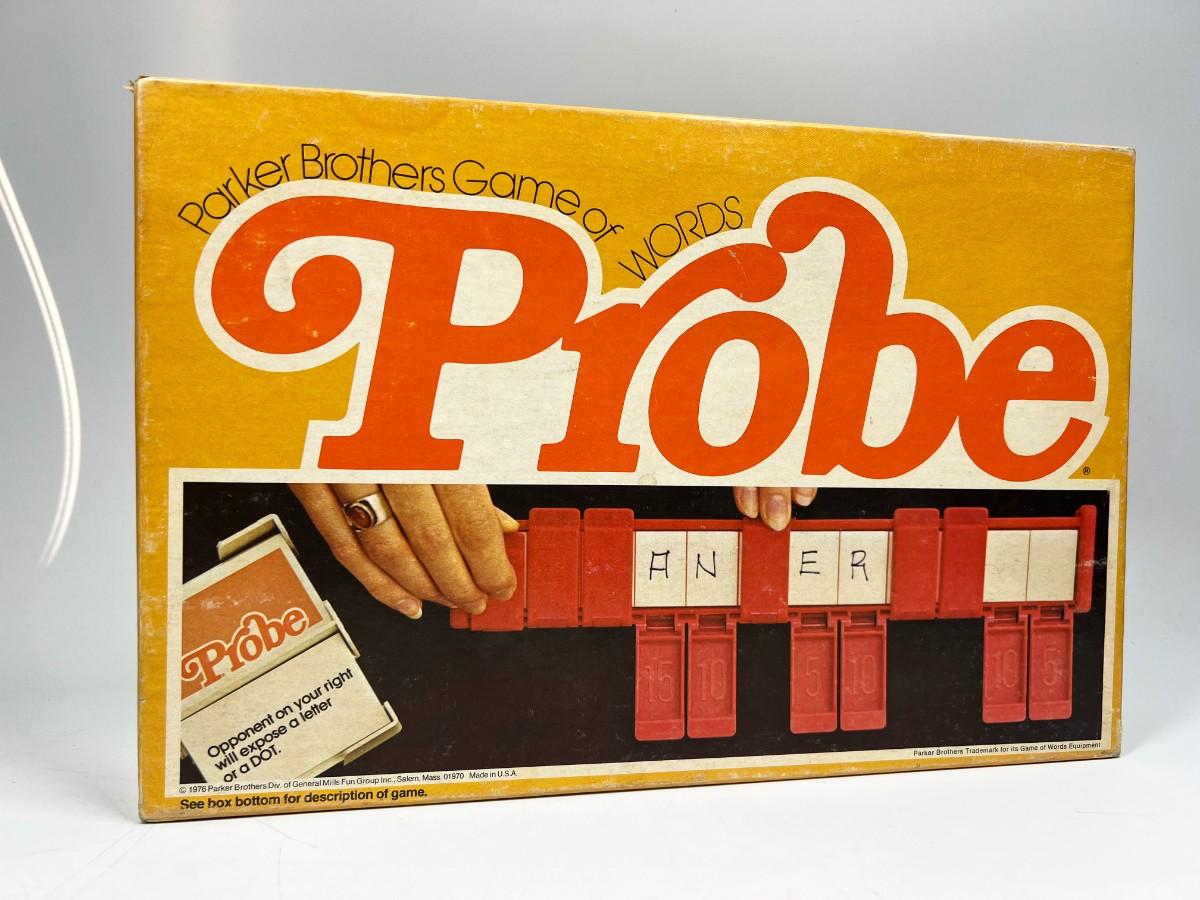 Parker Brothers Game of WORDS
Probe®
A N E R
15 10 5 10 10 5
Probe
Opponent on your right
will expose a letter
or a DOT.
Parker Brothers Trademark for its Game of Words Equipment
© 1976 Parker Brothers Div. of General Mills Fun Group Inc., Salem, Mass. 01970 Made in U.S.A.
See box bottom for description of game.